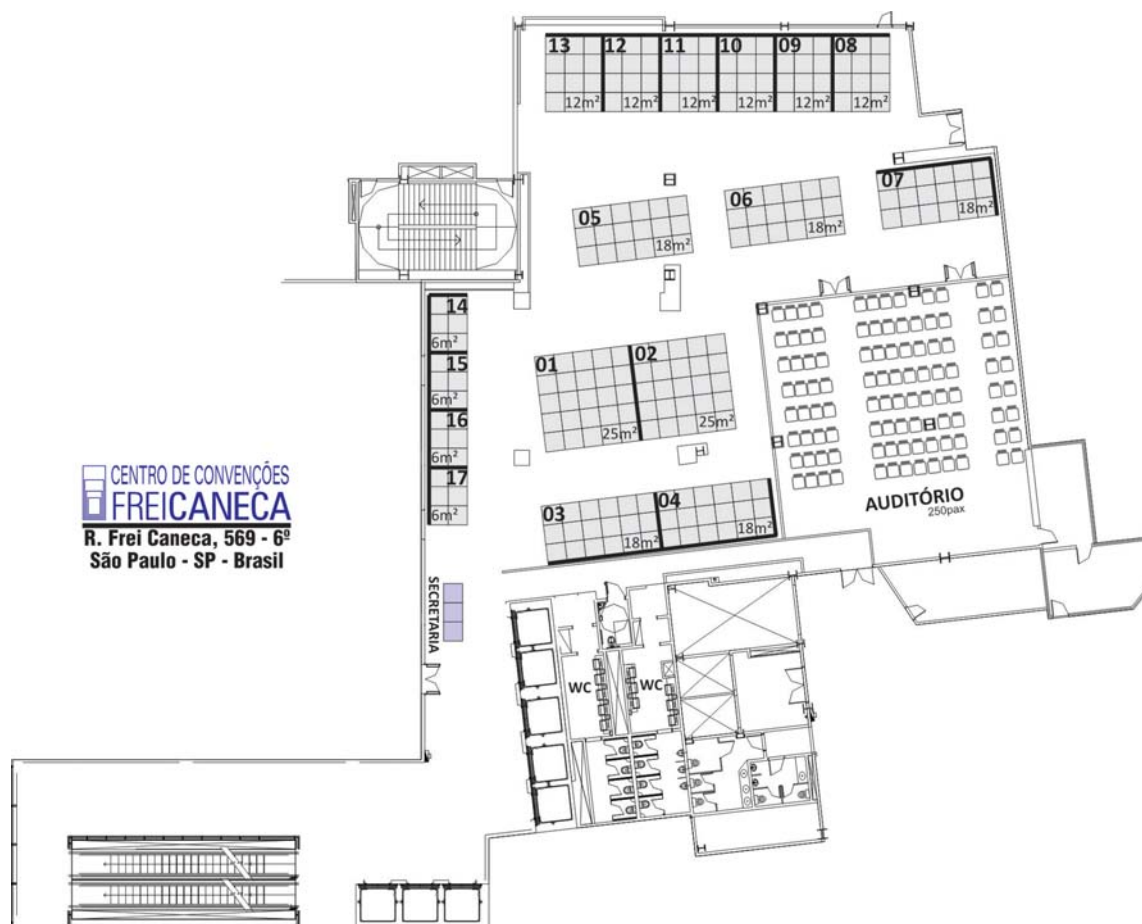 13 12 11 10 09 08
12m² 12m² 12m² 12m² 12m² 12m²
07
18m²
06
18m²
05
18m²
14
6m²
15
6m²
16
6m²
17
6m²
01
25m²
02
25m²
03
18m²
04
18m²
AUDITÓRIO
250pax
CENTRO DE CONVENÇÕES
FREICANECA
R. Frei Caneca, 569 - 6º
São Paulo - SP - Brasil
SECRETARIA
WC
WC